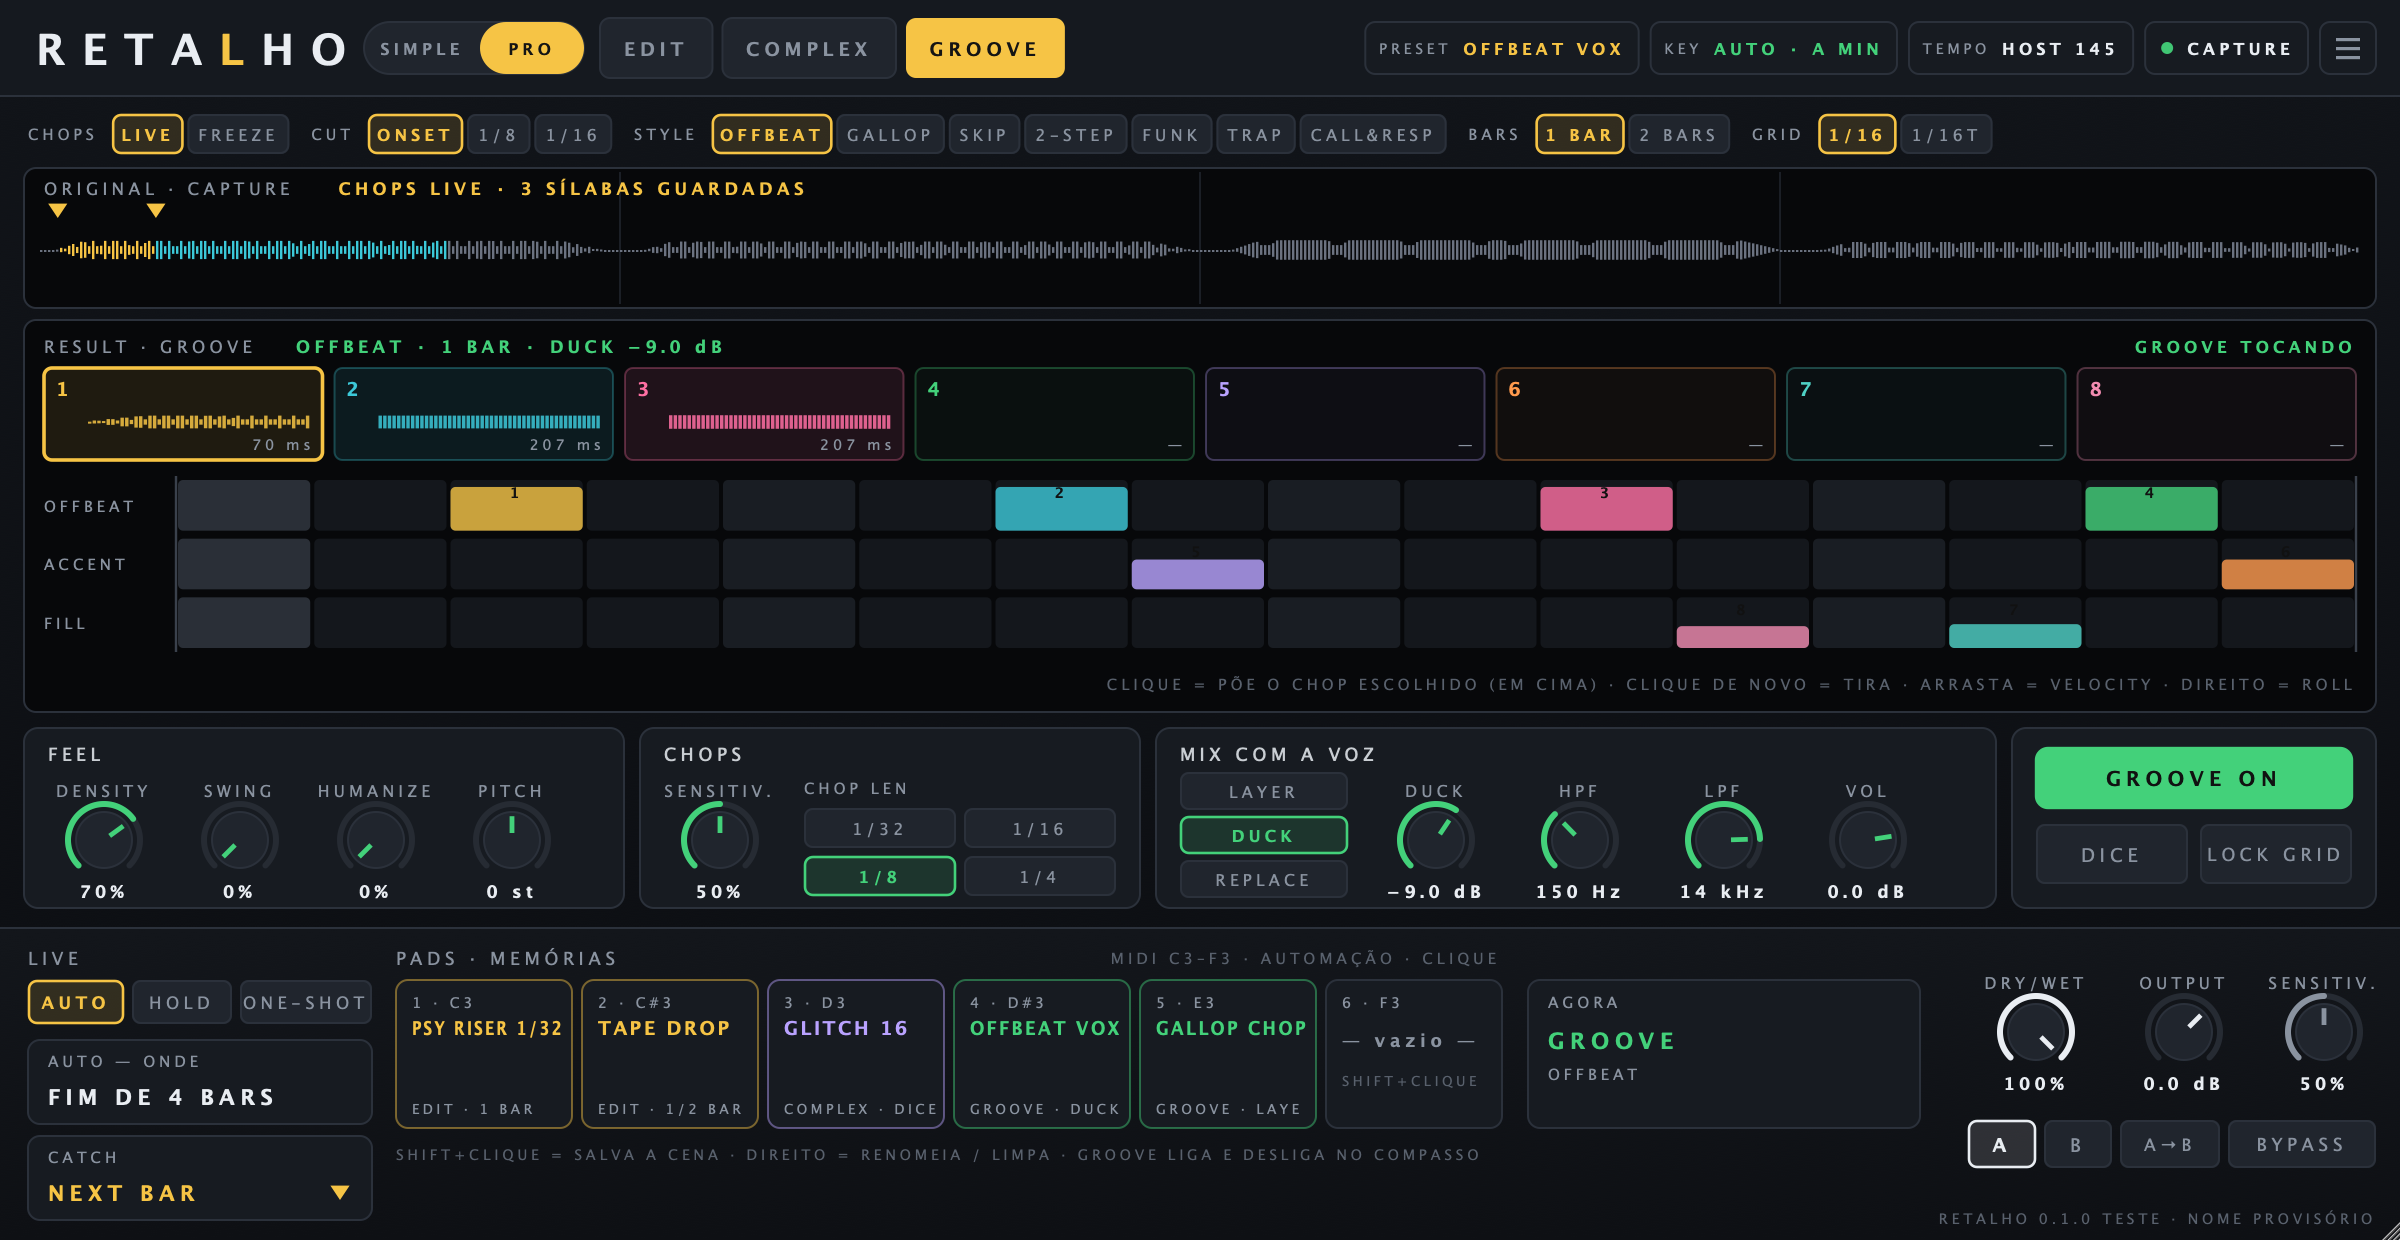 RETALHO SIMPLE PRO EDIT COMPLEX GROOVE PRESET OFFBEAT VOX KEY AUTO · A MIN TEMPO HOST 145 CAPTURE
CHOPS LIVE FREEZE CUT ONSET 1/8 1/16 STYLE OFFBEAT GALLOP SKIP 2-STEP FUNK TRAP CALL&RESP BARS 1 BAR 2 BARS GRID 1/16 1/16T
ORIGINAL · CAPTURE CHOPS LIVE · 3 SÍLABAS GUARDADAS
RESULT · GROOVE OFFBEAT · 1 BAR · DUCK −9.0 dB GROOVE TOCANDO
1 2 3 4 5 6 7 8
70 ms 207 ms 207 ms — — — — —
OFFBEAT 1 2 3 4
ACCENT 5 6
FILL 8 7
CLIQUE = PÕE O CHOP ESCOLHIDO (EM CIMA) · CLIQUE DE NOVO = TIRA · ARRASTA = VELOCITY · DIREITO = ROLL
FEEL
DENSITY SWING HUMANIZE PITCH
70% 0% 0% 0 st
CHOPS
SENSITIV. CHOP LEN
1/32 1/16
1/8 1/4
50%
MIX COM A VOZ
LAYER
DUCK
REPLACE
DUCK HPF LPF VOL
−9.0 dB 150 Hz 14 kHz 0.0 dB
GROOVE ON
DICE LOCK GRID
LIVE
AUTO HOLD ONE-SHOT
AUTO — ONDE
FIM DE 4 BARS
CATCH
NEXT BAR
PADS · MEMÓRIAS MIDI C3–F3 · AUTOMAÇÃO · CLIQUE
1 · C3
PSY RISER 1/32
EDIT · 1 BAR
2 · C#3
TAPE DROP
EDIT · 1/2 BAR
3 · D3
GLITCH 16
COMPLEX · DICE
4 · D#3
OFFBEAT VOX
GROOVE · DUCK
5 · E3
GALLOP CHOP
GROOVE · LAYE
6 · F3
— vazio —
SHIFT+CLIQUE
SHIFT+CLIQUE = SALVA A CENA · DIREITO = RENOMEIA / LIMPA · GROOVE LIGA E DESLIGA NO COMPASSO
AGORA
GROOVE
OFFBEAT
DRY/WET OUTPUT SENSITIV.
100% 0.0 dB 50%
A B A→B BYPASS
RETALHO 0.1.0 TESTE · NOME PROVISÓRIO